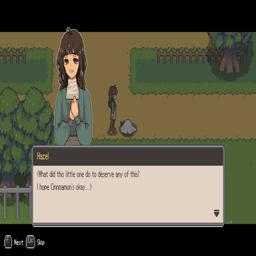 Hazel
(What did this little one do to deserve any of this?
I hope Cinnamon's okay...)
Next
Skip